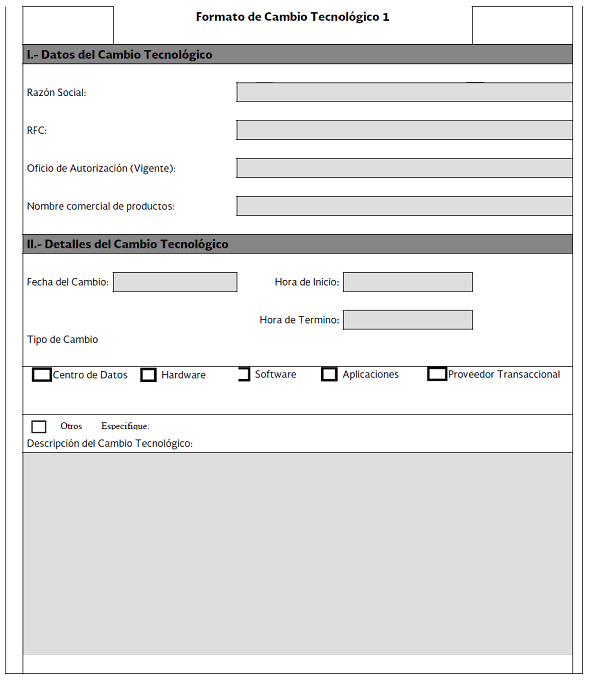 Formato de Cambio Tecnológico 1
I.- Datos del Cambio Tecnológico
Razón Social:
RFC:
Oficio de Autorización (Vigente):
Nombre comercial de productos:
II.- Detalles del Cambio Tecnológico
Fecha del Cambio: Hora de Inicio:
Hora de Termino:
Tipo de Cambio
Centro de Datos Hardware Software Aplicaciones Proveedor Transaccional
Otros Especifique:
Descripción del Cambio Tecnológico: